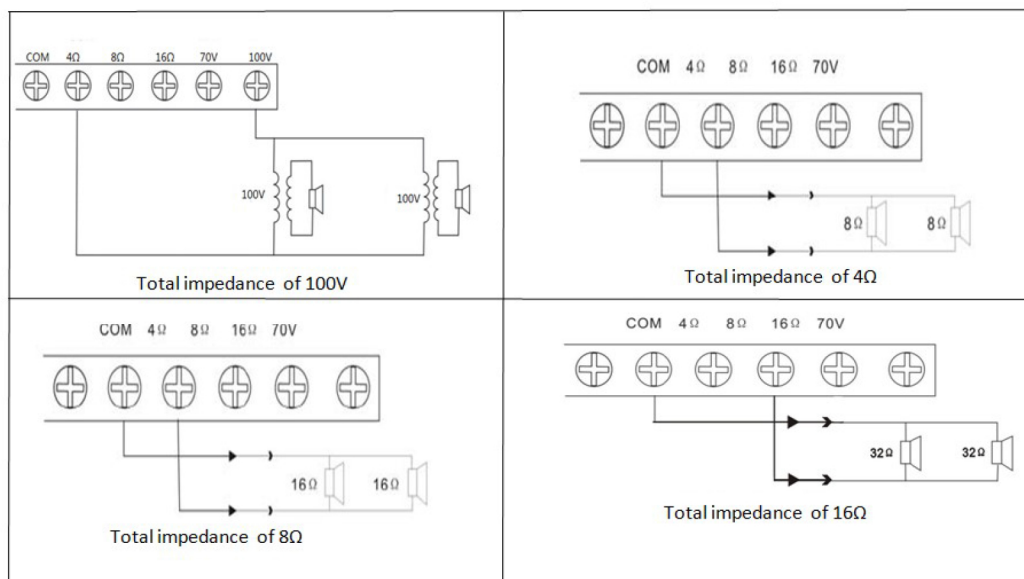 COM 4Ω 8Ω 16Ω 70V 100V
100V 100V
Total impedance of 100V
COM 4Ω 8Ω 16Ω 70V
8Ω 8Ω
Total impedance of 4Ω
COM 4Ω 8Ω 16Ω 70V
16Ω 16Ω
Total impedance of 8Ω
COM 4Ω 8Ω 16Ω 70V
32Ω 32Ω
Total impedance of 16Ω